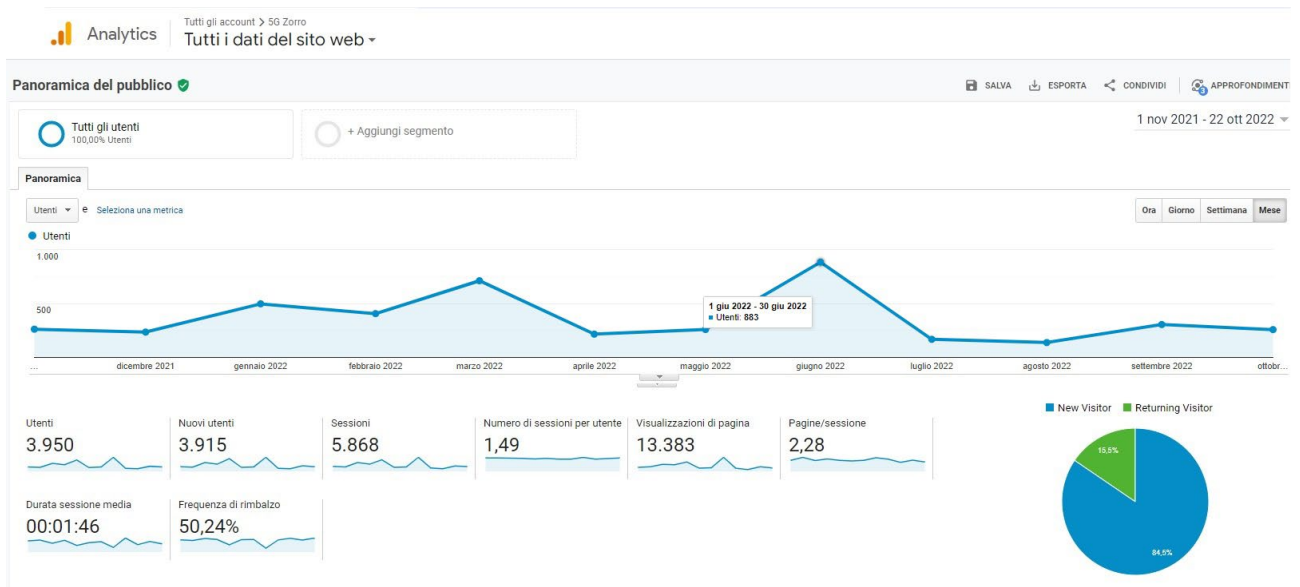 Analytics
Tutti gli account > 5G Zorro
Tutti i dati del sito web
Panoramica del pubblico
SALVA
ESPORTA
CONDIVIDI
3
APPROFONDIMENTI
Tutti gli utenti
100,00% Utenti
+ Aggiungi segmento
1 nov 2021 - 22 ott 2022
Panoramica
Utenti
e
Seleziona una metrica
Ora
Giorno
Settimana
Mese
Utenti
1.000
500
1 giu 2022 - 30 giu 2022
Utenti: 883
...
dicembre 2021
gennaio 2022
febbraio 2022
marzo 2022
aprile 2022
maggio 2022
giugno 2022
luglio 2022
agosto 2022
settembre 2022
ottobr...
Utenti
3.950
Nuovi utenti
3.915
Sessioni
5.868
Numero di sessioni per utente
1,49
Visualizzazioni di pagina
13.383
Pagine/sessione
2,28
Durata sessione media
00:01:46
Frequenza di rimbalzo
50,24%
New Visitor
Returning Visitor
15,5%
84,5%